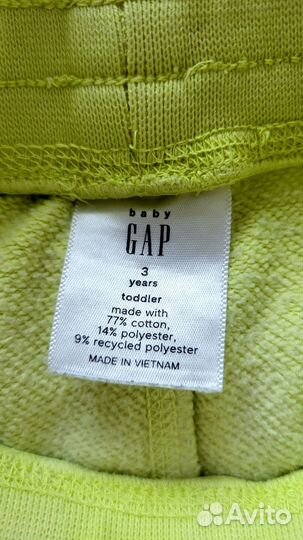 baby
GAP
3
years
toddler
made with
77% cotton,
14% polyester,
9% recycled polyester
MADE IN VIETNAM
Avito